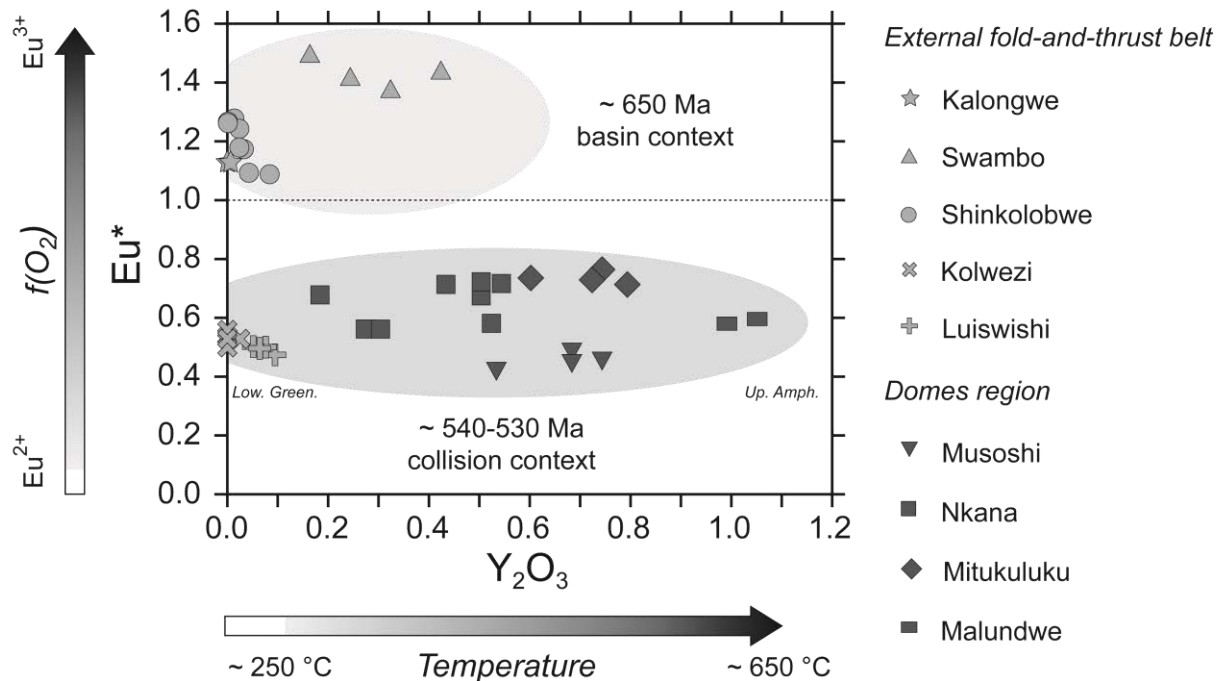 Eu3+
f(O2)
Eu2+
Eu*
1.6
1.4
1.2
1.0
0.8
0.6
0.4
0.2
0.0
~ 650 Ma
basin context
Low. Green.
Up. Amph.
~ 540-530 Ma
collision context
0.0 0.2 0.4 0.6 0.8 1.0 1.2
Y2O3
~ 250 °C Temperature ~ 650 °C
External fold-and-thrust belt
Kalongwe
Swambo
Shinkolobwe
Kolwezi
Luiswishi
Domes region
Musoshi
Nkana
Mitukuluku
Malundwe